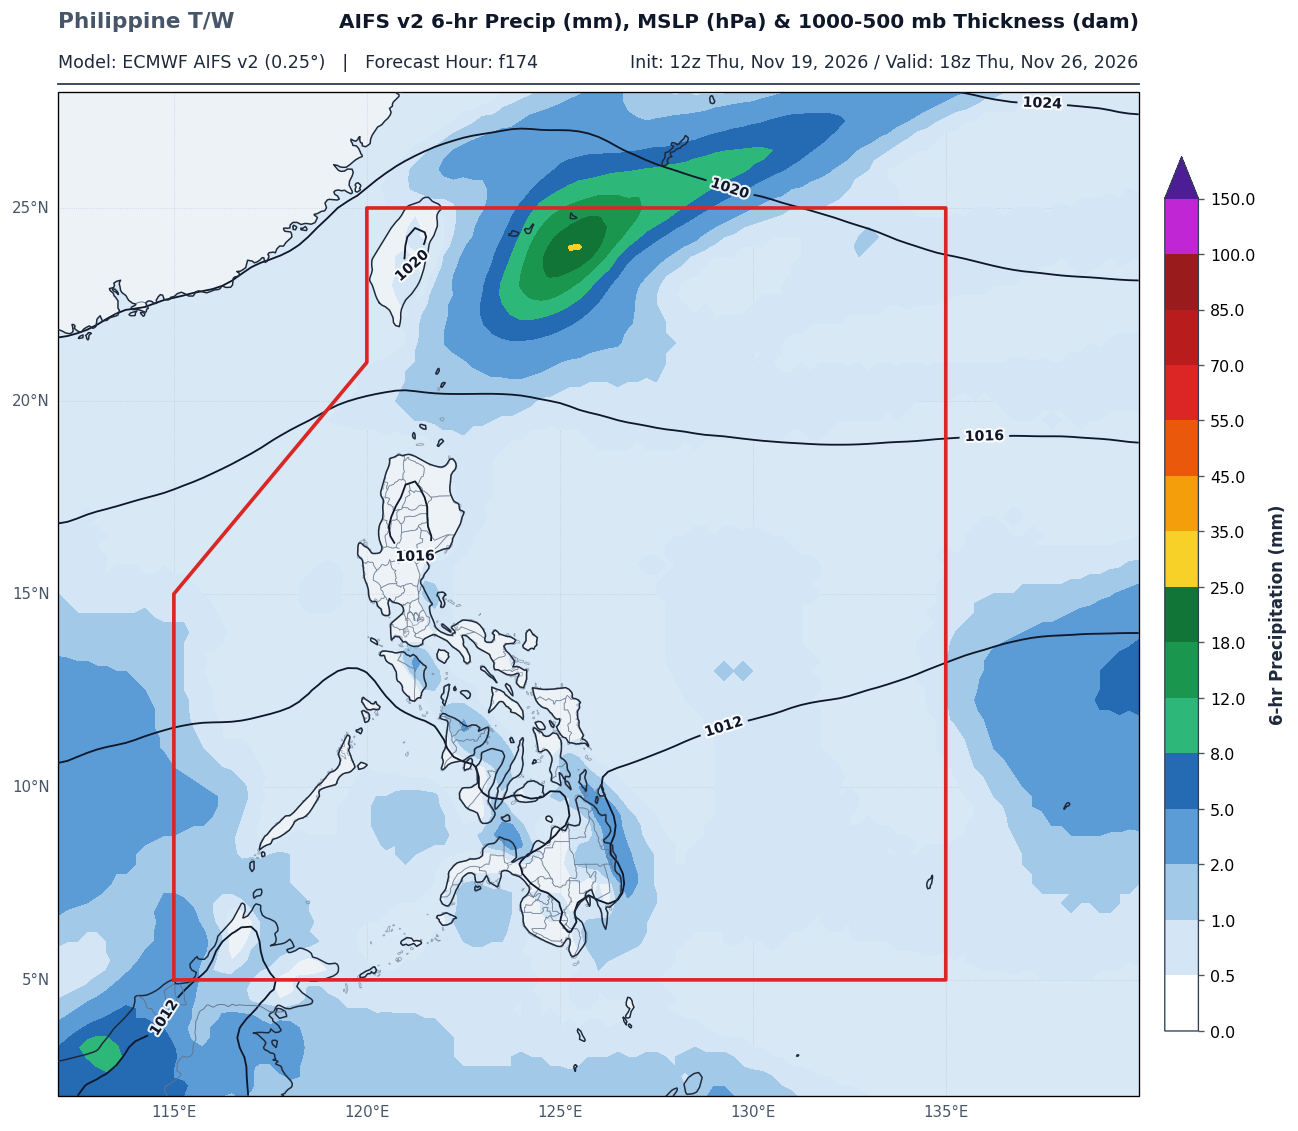 Philippine T/W
AIFS v2 6-hr Precip (mm), MSLP (hPa) & 1000-500 mb Thickness (dam)
Model: ECMWF AIFS v2 (0.25°) | Forecast Hour: f174
Init: 12z Thu, Nov 19, 2026 / Valid: 18z Thu, Nov 26, 2026
1024
1020
1020
1016
1016
1012
1012
25°N
20°N
15°N
10°N
5°N
115°E
120°E
125°E
130°E
135°E
150.0
100.0
85.0
70.0
55.0
45.0
35.0
25.0
18.0
12.0
8.0
5.0
2.0
1.0
0.5
0.0
6-hr Precipitation (mm)